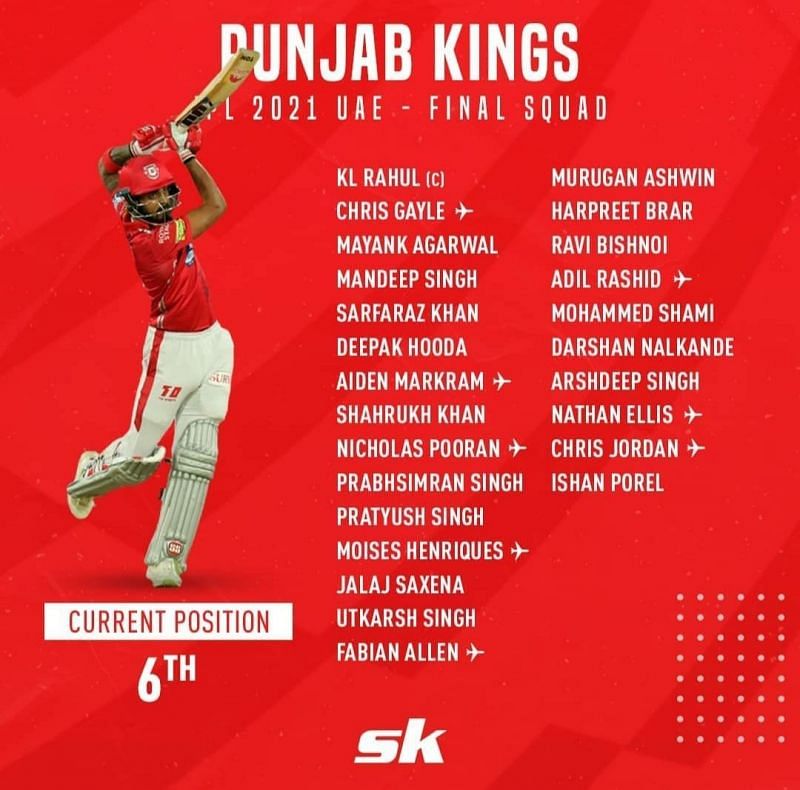 PUNJAB KINGS
IPL 2021 UAE - FINAL SQUAD
KL RAHUL (C)
CHRIS GAYLE ✈
MAYANK AGARWAL
MANDEEP SINGH
SARFARAZ KHAN
DEEPAK HOODA
AIDEN MARKRAM ✈
SHAHRUKH KHAN
NICHOLAS POORAN ✈
PRABHSIMRAN SINGH
PRATYUSH SINGH
MOISES HENRIQUES ✈
JALAJ SAXENA
UTKARSH SINGH
FABIAN ALLEN ✈
MURUGAN ASHWIN
HARPREET BRAR
RAVI BISHNOI
ADIL RASHID ✈
MOHAMMED SHAMI
DARSHAN NALKANDE
ARSHDEEP SINGH
NATHAN ELLIS ✈
CHRIS JORDAN ✈
ISHAN POREL
CURRENT POSITION
6TH
SS
sk